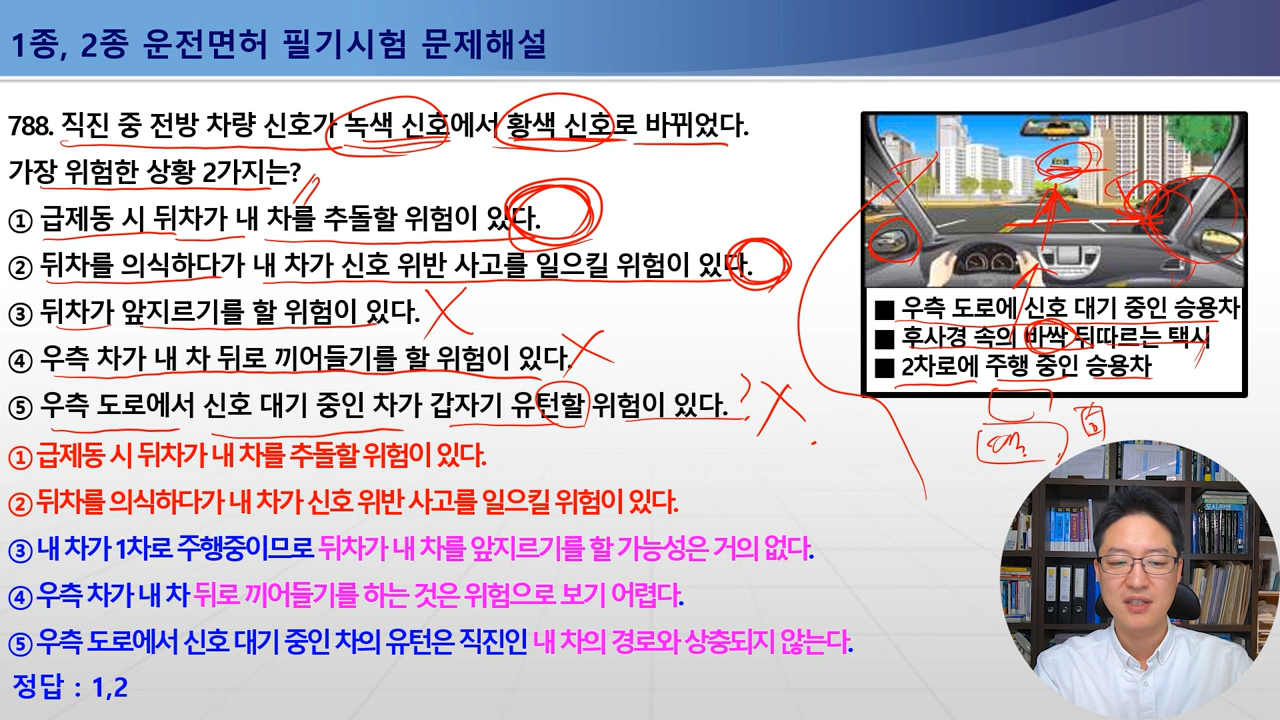 1종, 2종 운전면허 필기시험 문제해설
788. 직진 중 전방 차량 신호가 녹색 신호에서 황색 신호로 바뀌었다.
가장 위험한 상황 2가지는?
① 급제동 시 뒤차가 내 차를 추돌할 위험이 있다.
② 뒤차를 의식하다가 내 차가 신호 위반 사고를 일으킬 위험이 있다.
③ 뒤차가 앞지르기를 할 위험이 있다.
④ 우측 차가 내 차 뒤로 끼어들기를 할 위험이 있다.
⑤ 우측 도로에서 신호 대기 중인 차가 갑자기 유턴할 위험이 있다.
① 급제동 시 뒤차가 내 차를 추돌할 위험이 있다.
② 뒤차를 의식하다가 내 차가 신호 위반 사고를 일으킬 위험이 있다.
③ 내 차가 1차로 주행중이므로 뒤차가 내 차를 앞지르기를 할 가능성은 거의 없다.
④ 우측 차가 내 차 뒤로 끼어들기를 하는 것은 위험으로 보기 어렵다.
⑤ 우측 도로에서 신호 대기 중인 차의 유턴은 직진인 내 차의 경로와 상충되지 않는다.
정답 : 1,2
■ 우측 도로에 신호 대기 중인 승용차
■ 후사경 속의 바싹 뒤따르는 택시
■ 2차로에 주행 중인 승용차